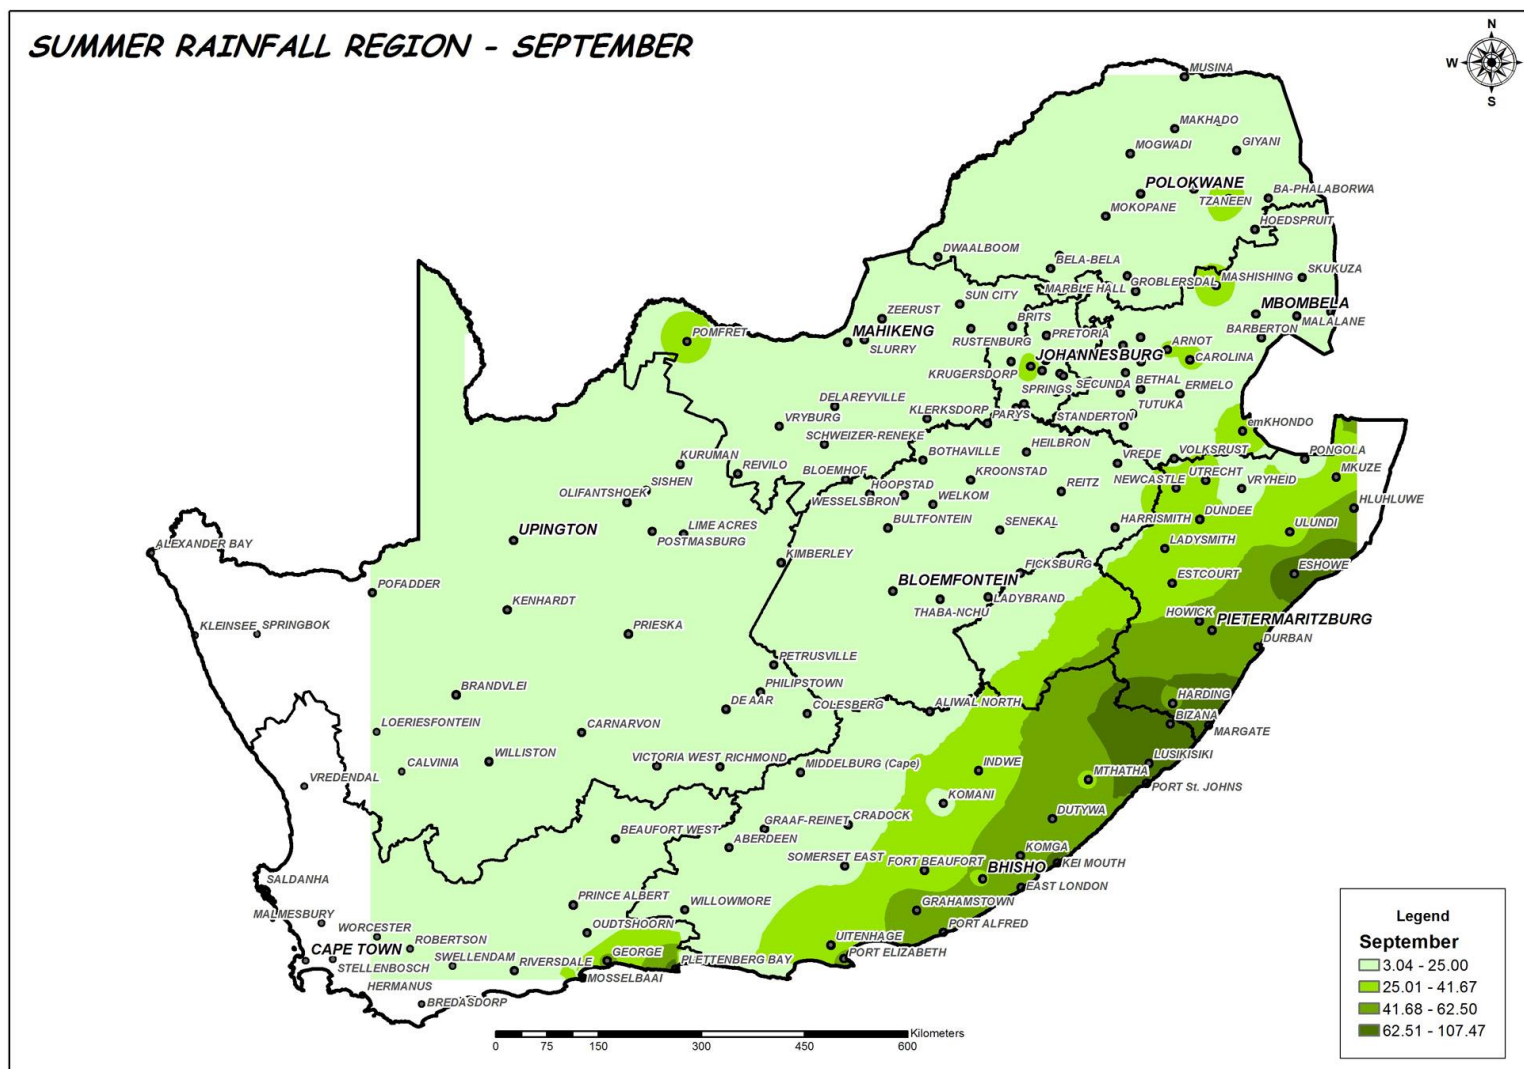 SUMMER RAINFALL REGION - SEPTEMBER
N
W
S
MUSINA
MAKHADO
MOGWADI
GIYANI
POLOKWANE
TZANEEN
BA-PHALABORWA
MOKOPANE
HOEDSPRUIT
DWAALBOOM
BELA-BELA
MARBLE HALL
GROBLERSDAL
MASHISHING
SKUKUZA
SUN CITY
MBOMBELA
ZEERUST
BRITS
MALALANE
POMFRET
MAHIKENG
SLURRY
RUSTENBURG
PRETORIA
BARBERTON
JOHANNESBURG
ARNOT
CAROLINA
KRUGERSDORP
SPRINGS
SECUNDA
BETHAL
ERMELO
DELAREYVILLE
KLERKSDORP
PARYS
STANDERTON
TUTUKA
VRYBURG
emKHONDO
SCHWEIZER-RENEKE
HEILBRON
BOTHAVILLE
VREDE
VOLKSRUST
PONGOLA
KURUMAN
REIVILO
BLOEMHOF
KROONSTAD
NEWCASTLE
UTRECHT
VRYHEID
MKUZE
SISHEN
OLIFANTSHOEK
HOOPSTAD
WESSELSBRON
WELKOM
REITZ
HLUHLUWE
UPINGTON
LIME ACRES
POSTMASBURG
BULTFONTEIN
SENEKAL
HARRISMITH
DUNDEE
ULUNDI
ALEXANDER BAY
KIMBERLEY
LADYSMITH
FICKSBURG
POFADDER
BLOEMFONTEIN
ESTCOURT
ESHOWE
KENHARDT
THABA-NCHU
LADYBRAND
HOWICK
PIETERMARITZBURG
KLEINSEE
SPRINGBOK
PRIESKA
DURBAN
PETRUSVILLE
BRANDVLEI
PHILIPSTOWN
DE AAR
COLESBERG
ALIWAL NORTH
HARDING
BIZANA
MARGATE
LOERIESFONTEIN
CARNARVON
CALVINIA
WILLISTON
VICTORIA WEST
RICHMOND
MIDDELBURG (Cape)
INDWE
LUSIKISIKI
MTHATHA
PORT St. JOHNS
VREDENDAL
KOMANI
DUTYWA
BEAUFORT WEST
GRAAF-REINET
CRADOCK
ABERDEEN
SOMERSET EAST
FORT BEAUFORT
KOMGA
BHISHO
KEI MOUTH
EAST LONDON
SALDANHA
PRINCE ALBERT
WILLOWMORE
GRAHAMSTOWN
PORT ALFRED
MALMESBURY
WORCESTER
OUDTSHOORN
UITENHAGE
CAPE TOWN
ROBERTSON
SWELLENDAM
RIVERSDALE
GEORGE
PLETTENBERG BAY
PORT ELIZABETH
STELLENBOSCH
MOSSELBAAI
HERMANUS
BREDASDORP
Kilometers
0 75 150 300 450 600
Legend
September
3.04 - 25.00
25.01 - 41.67
41.68 - 62.50
62.51 - 107.47